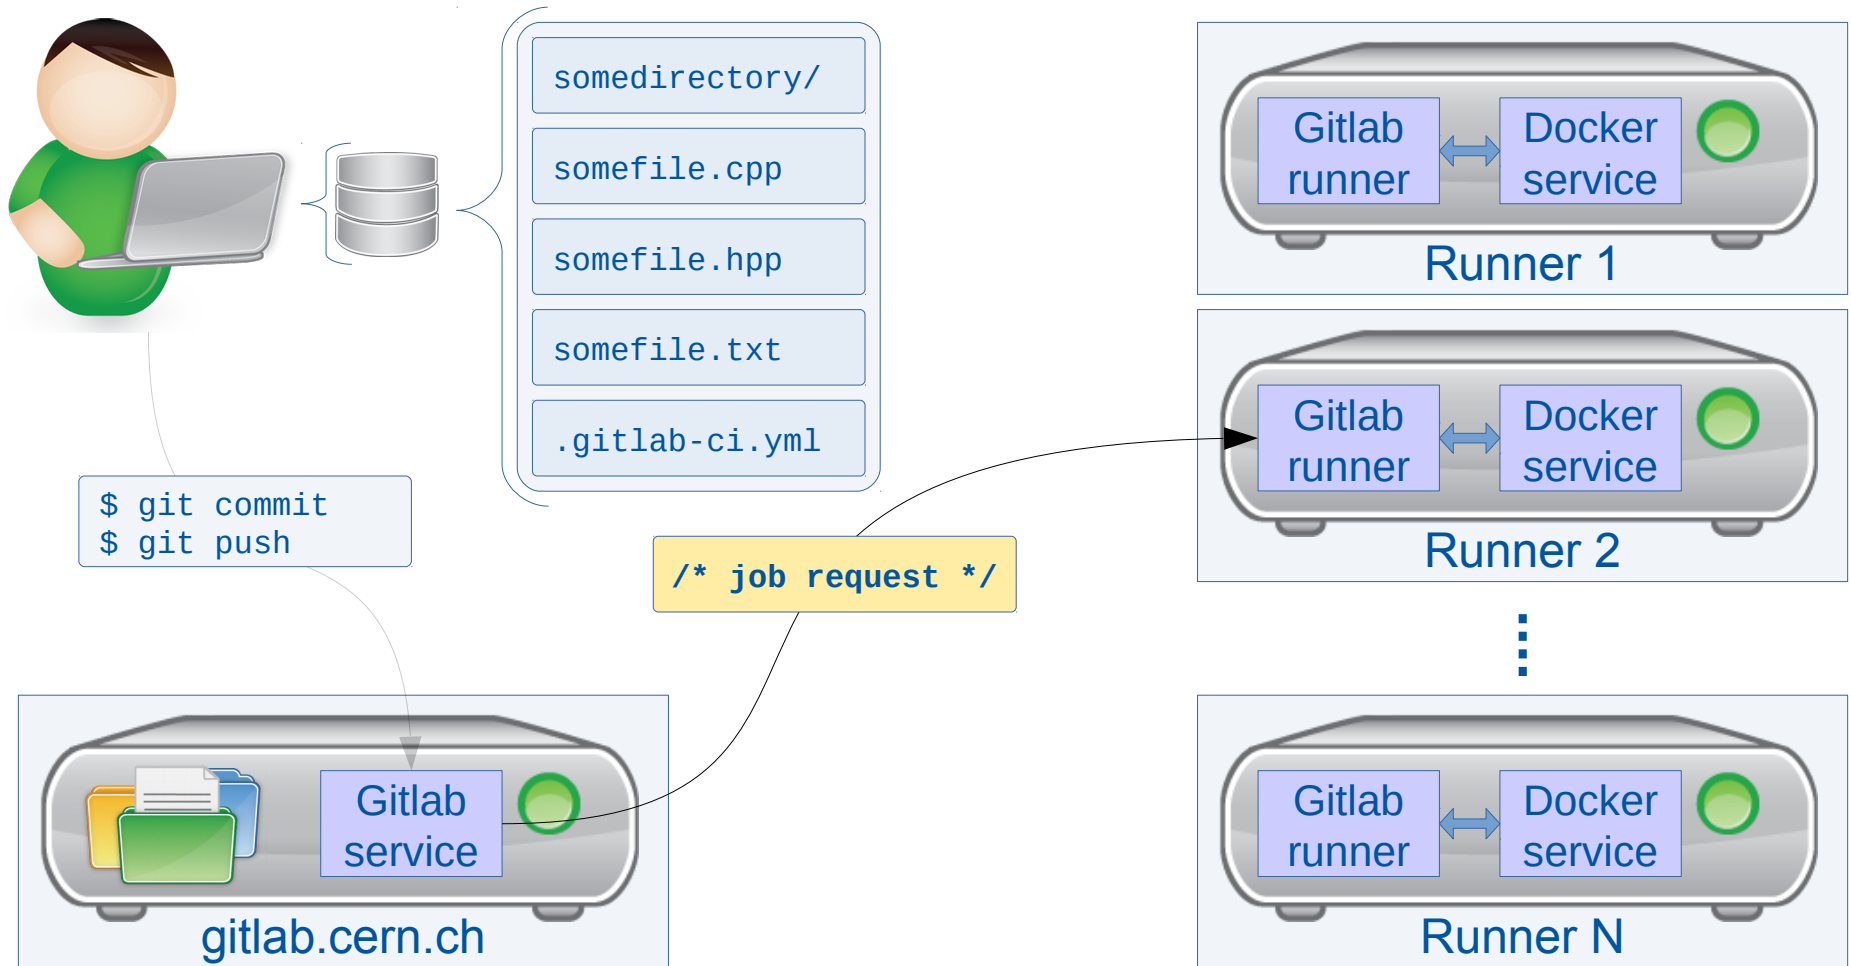 somedirectory/
somefile.cpp
somefile.hpp
somefile.txt
.gitlab-ci.yml
$ git commit
$ git push
/* job request */
Gitlab
service
gitlab.cern.ch
Gitlab
runner
Docker
service
Runner 1
Gitlab
runner
Docker
service
Runner 2
Gitlab
runner
Docker
service
Runner N